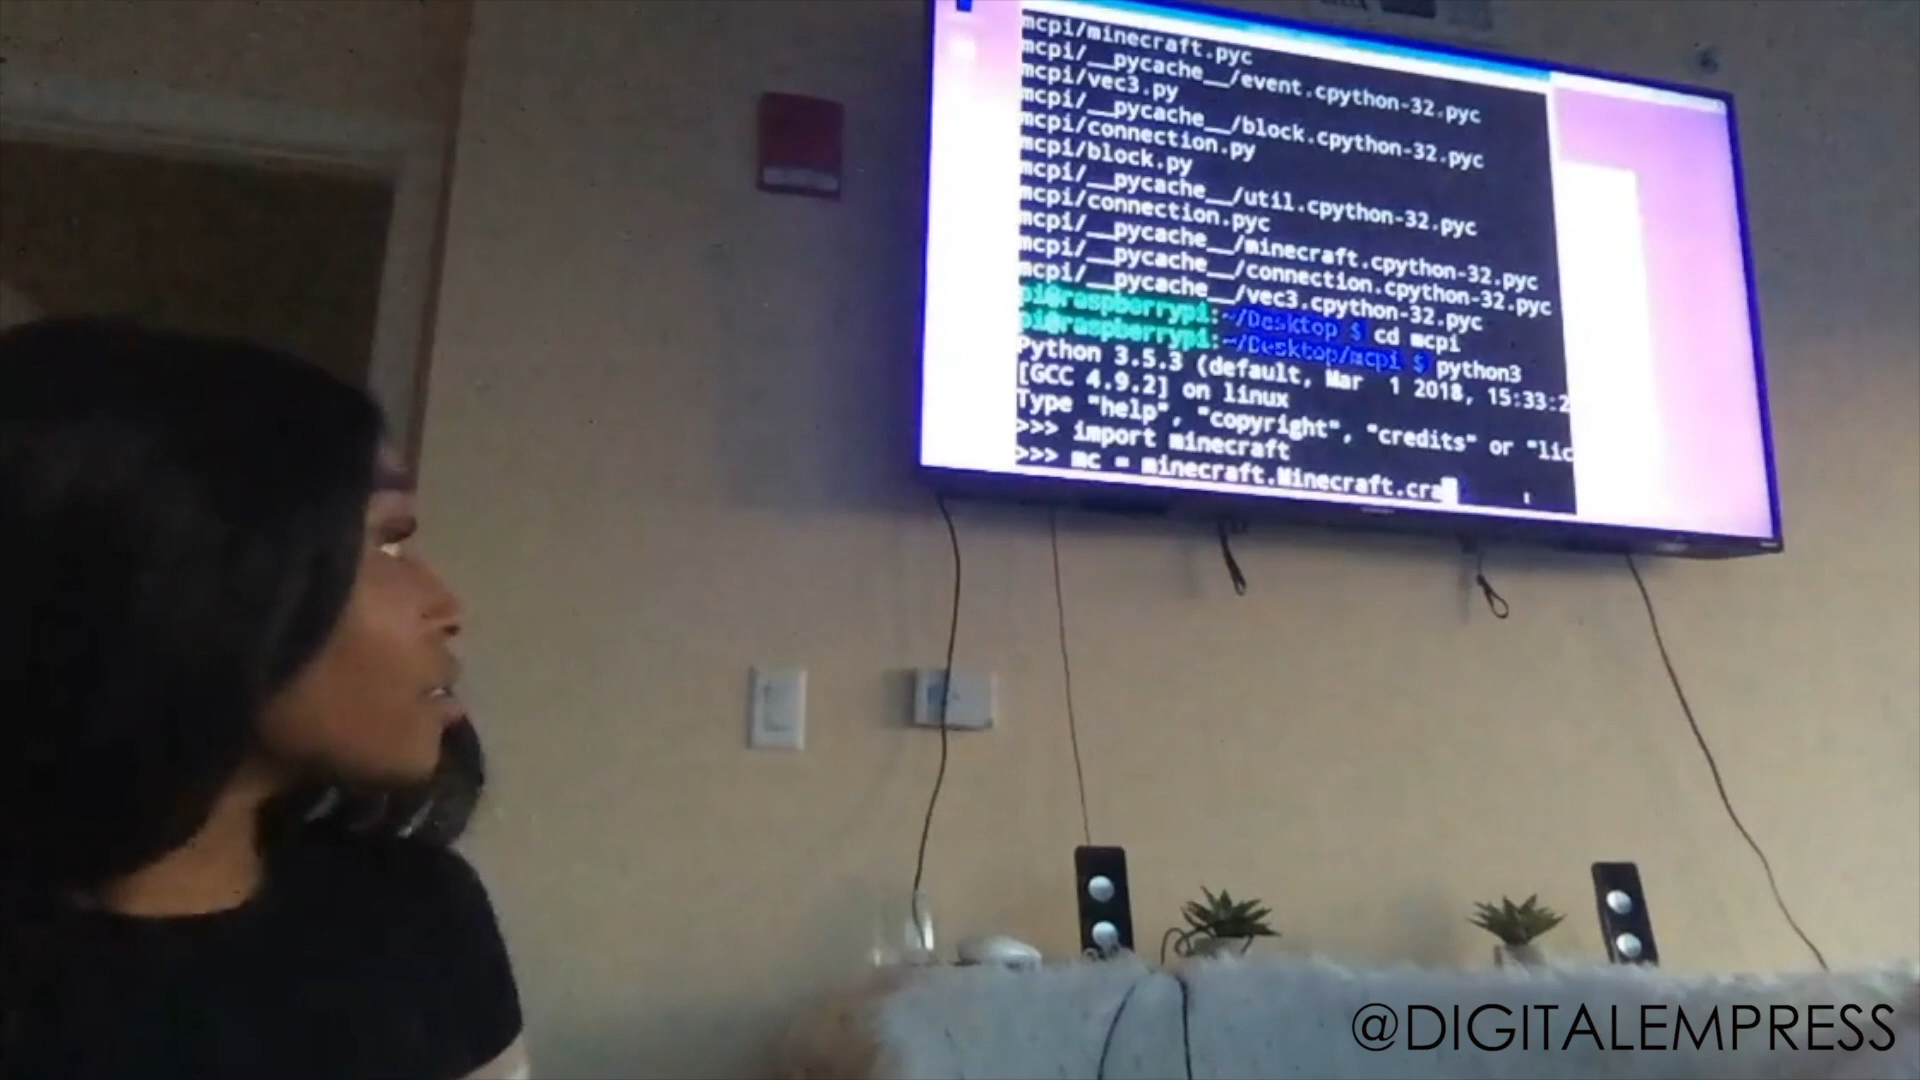 mcpi/minecraft.pyc
mcpi/__pycache__/event.cpython-32.pyc
mcpi/vec3.py
mcpi/__pycache__/block.cpython-32.pyc
mcpi/connection.py
mcpi/block.py
mcpi/__pycache__/util.cpython-32.pyc
mcpi/connection.pyc
mcpi/__pycache__/minecraft.cpython-32.pyc
mcpi/__pycache__/connection.cpython-32.pyc
mcpi/__pycache__/vec3.cpython-32.pyc
pi@raspberrypi:~/Desktop $ cd mcpi
pi@raspberrypi:~/Desktop/mcpi $ python3
Python 3.5.3 (default, Mar 1 2018, 15:33:2
[GCC 4.9.2] on linux
Type "help", "copyright", "credits" or "lic
>>> import minecraft
>>> mc = minecraft.Minecraft.cra
@DIGITALEMPRESS